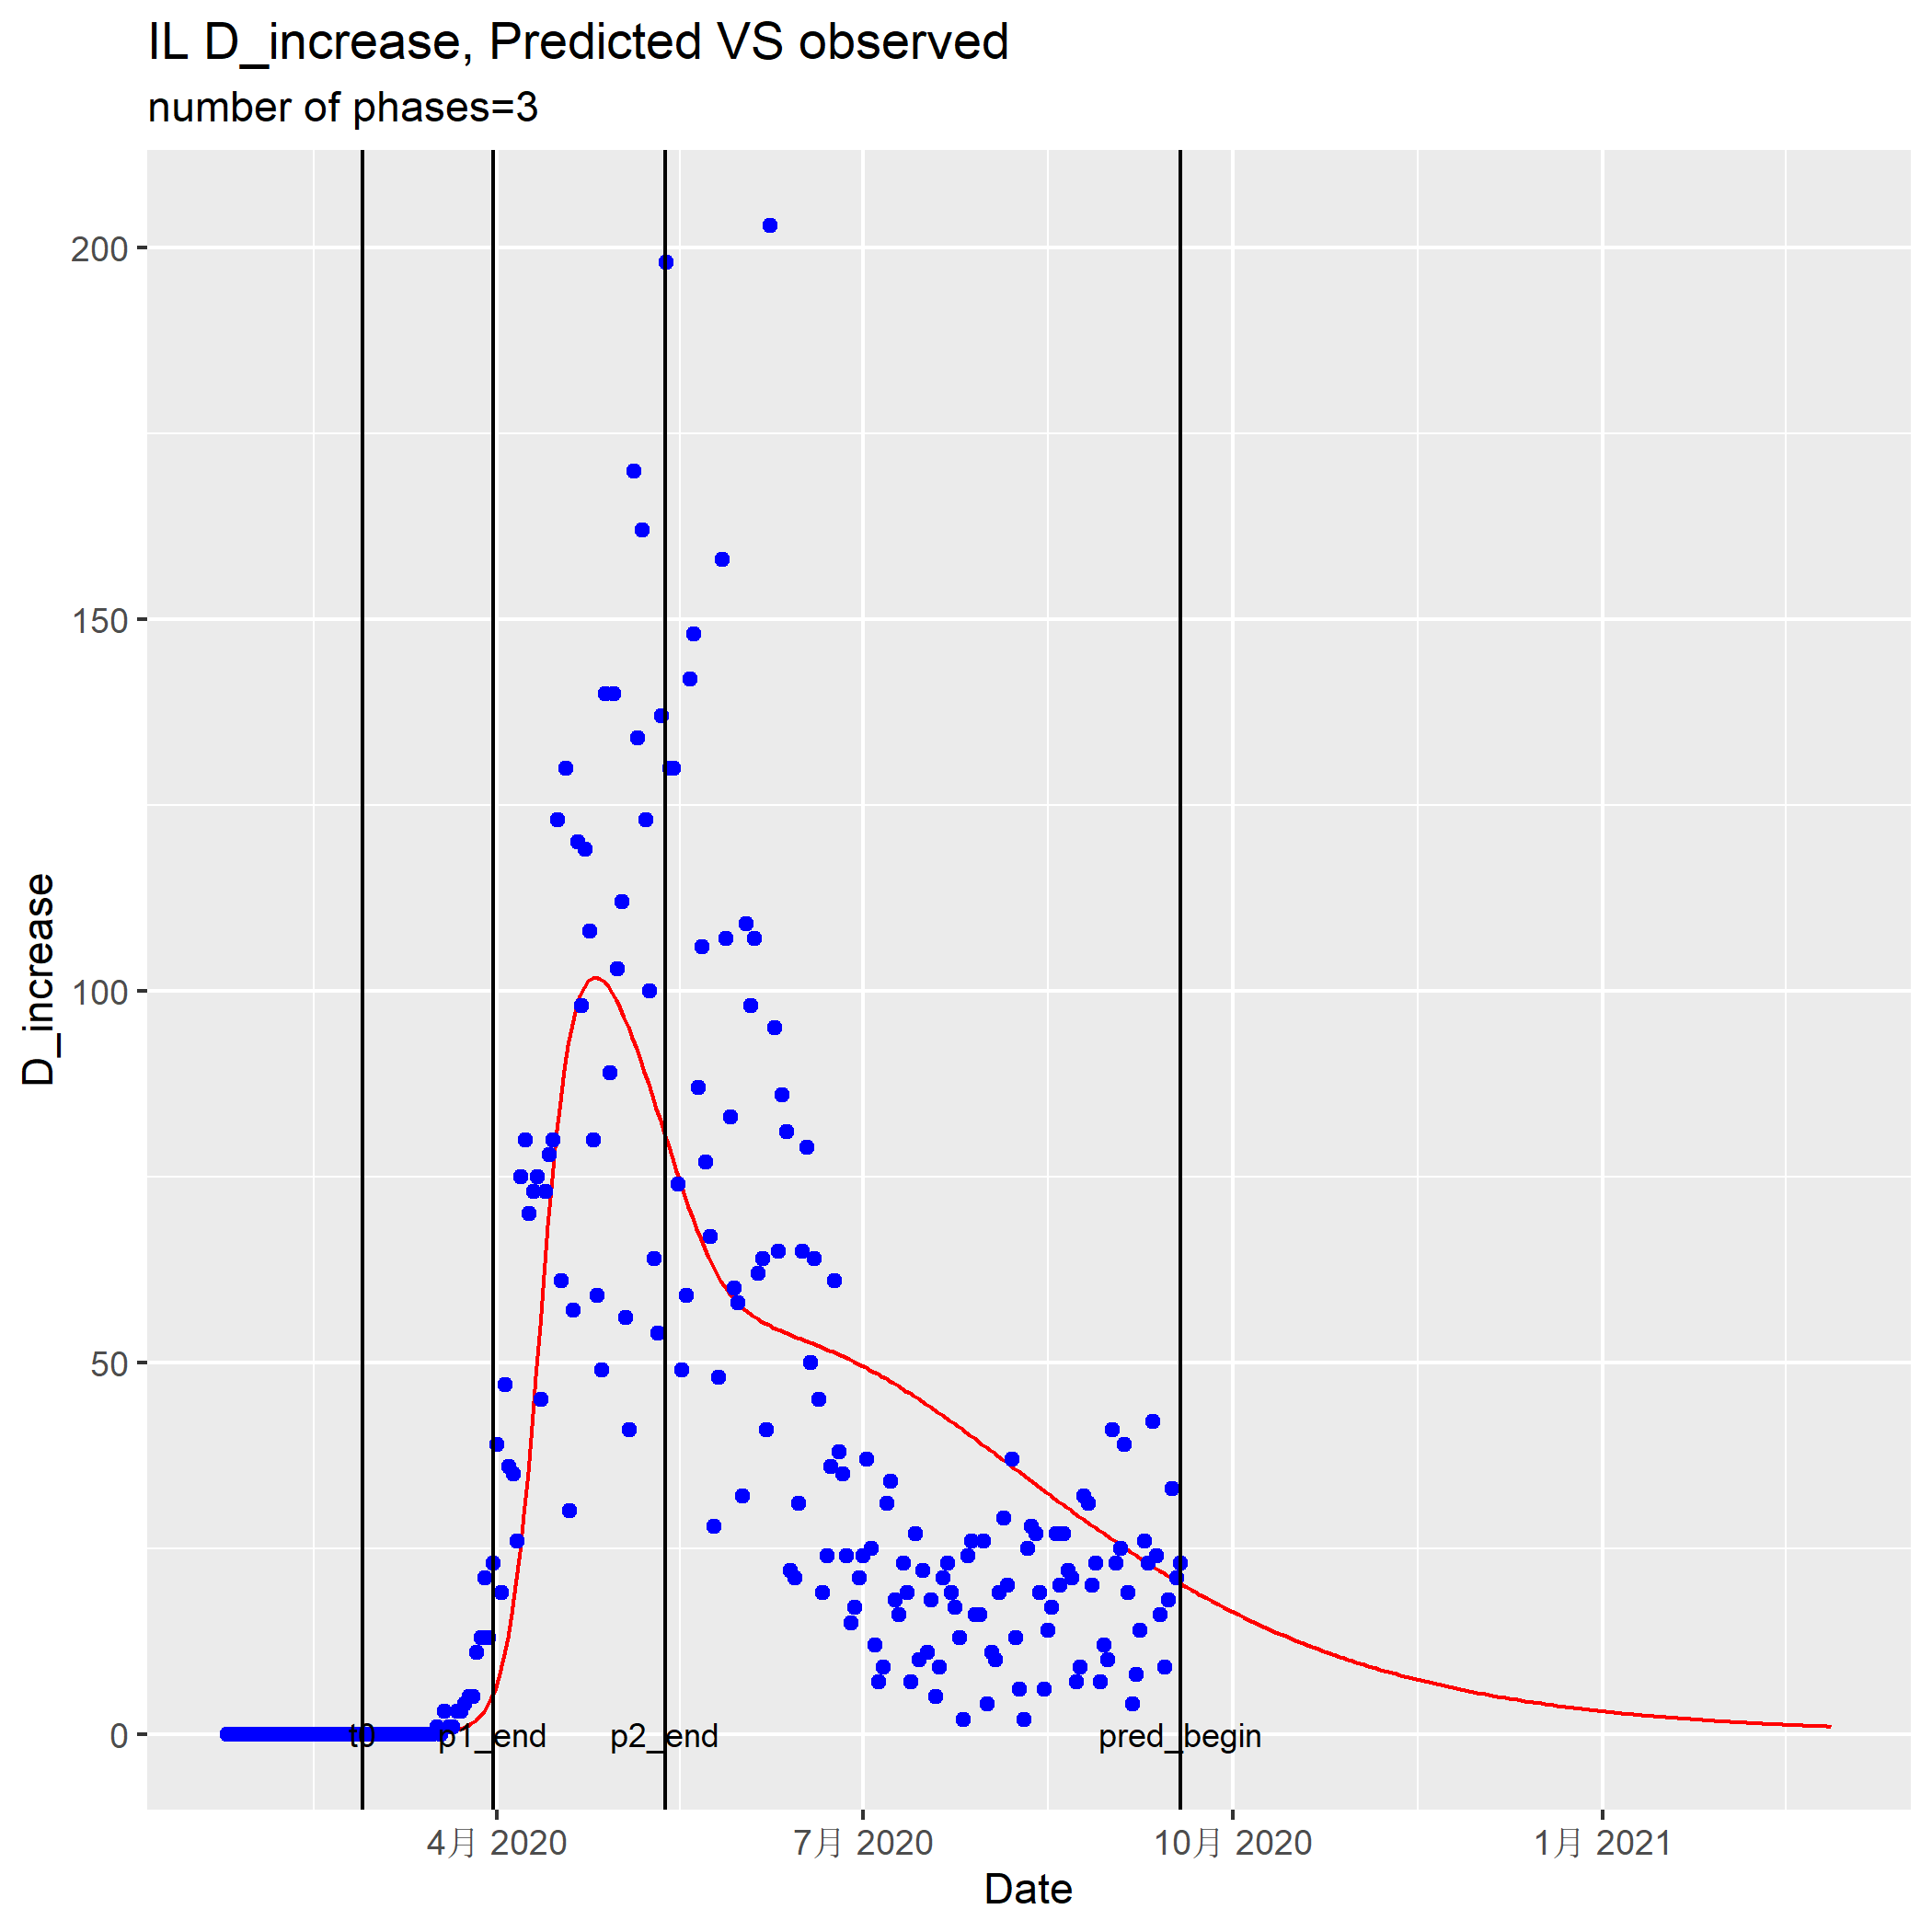 IL D_increase, Predicted VS observed
number of phases=3
200
150
100
50
0
D_increase
t0
p1_end
p2_end
pred_begin
4月 2020
7月 2020
10月 2020
1月 2021
Date